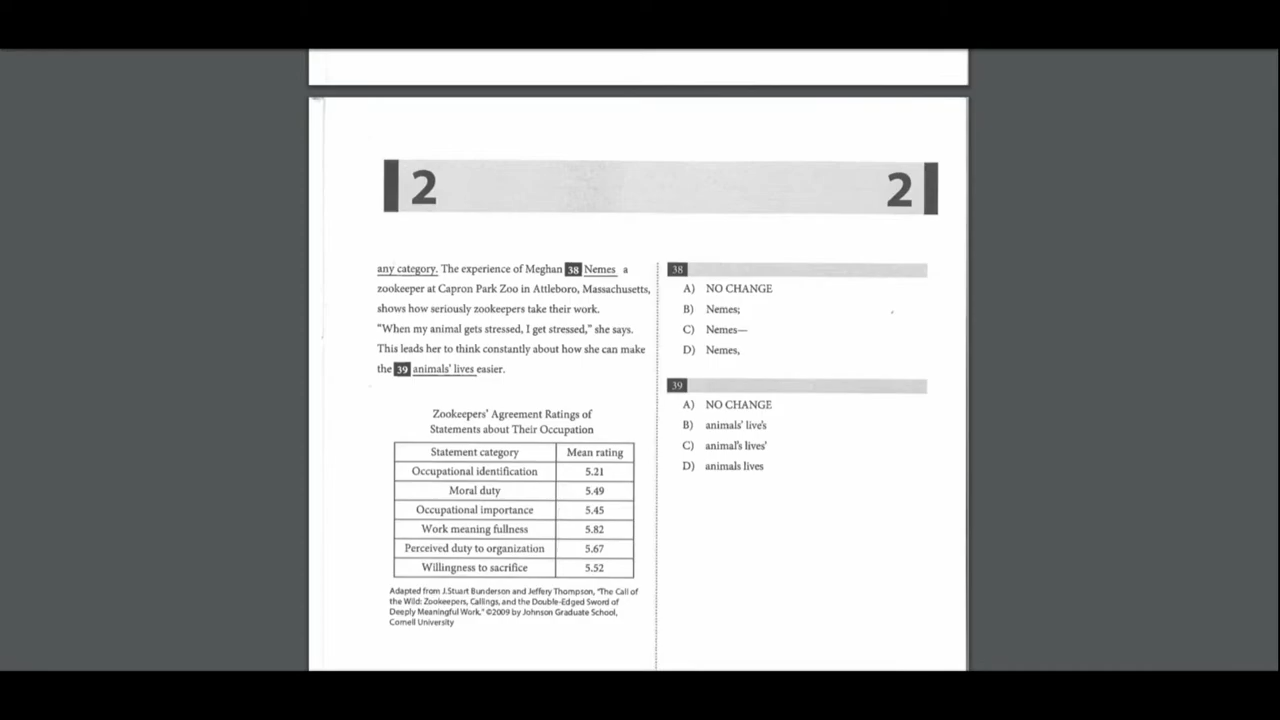 2 2
any category. The experience of Meghan 38 Nemes a
zookeeper at Capron Park Zoo in Attleboro, Massachusetts,
shows how seriously zookeepers take their work.
"When my animal gets stressed, I get stressed," she says.
This leads her to think constantly about how she can make
the 39 animals' lives easier.
Zookeepers' Agreement Ratings of
Statements about Their Occupation
Statement category Mean rating
Occupational identification 5.21
Moral duty 5.49
Occupational importance 5.45
Work meaning fullness 5.82
Perceived duty to organization 5.67
Willingness to sacrifice 5.52
Adapted from J.Stuart Bunderson and Jeffery Thompson, "The Call of
the Wild: Zookeepers, Callings, and the Double-Edged Sword of
Deeply Meaningful Work," ©2009 by Johnson Graduate School,
Cornell University
38
A) NO CHANGE
B) Nemes;
C) Nemes—
D) Nemes,
39
A) NO CHANGE
B) animals' live's
C) animal's lives'
D) animals lives